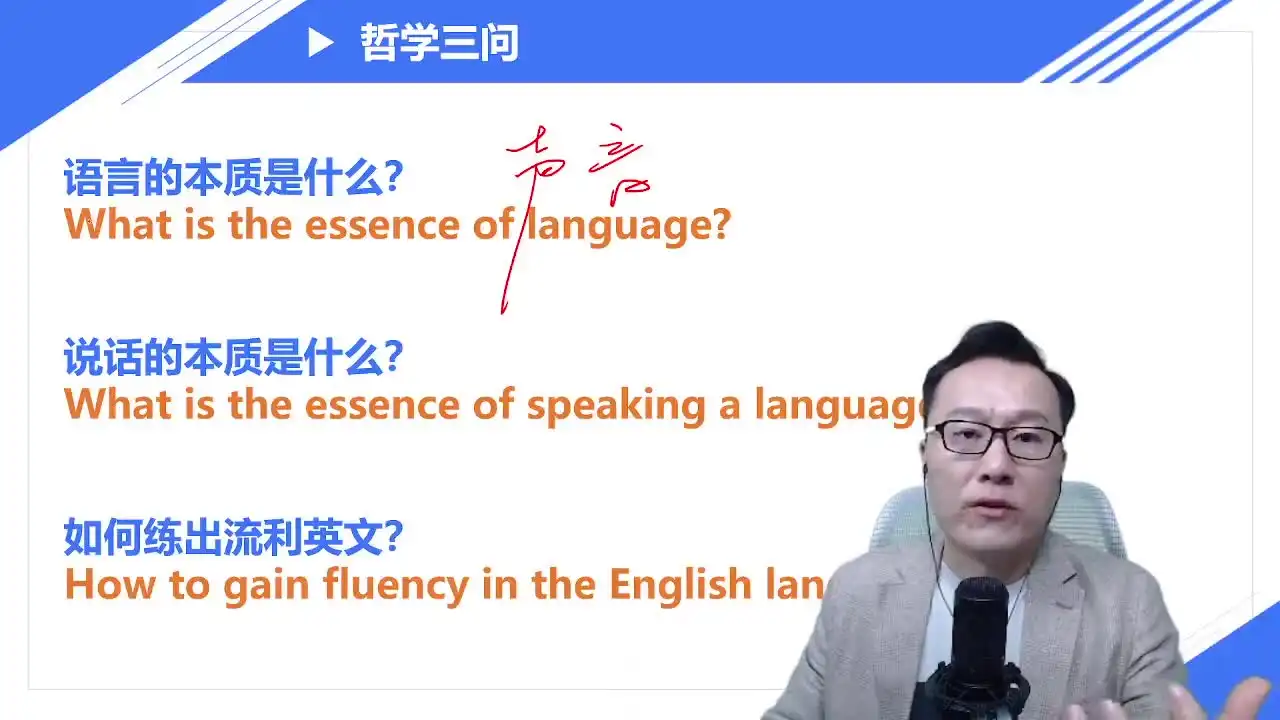 哲学三问
声音
语言的本质是什么?
What is the essence of language?
说话的本质是什么?
What is the essence of speaking a languag
如何练出流利英文?
How to gain fluency in the English lan